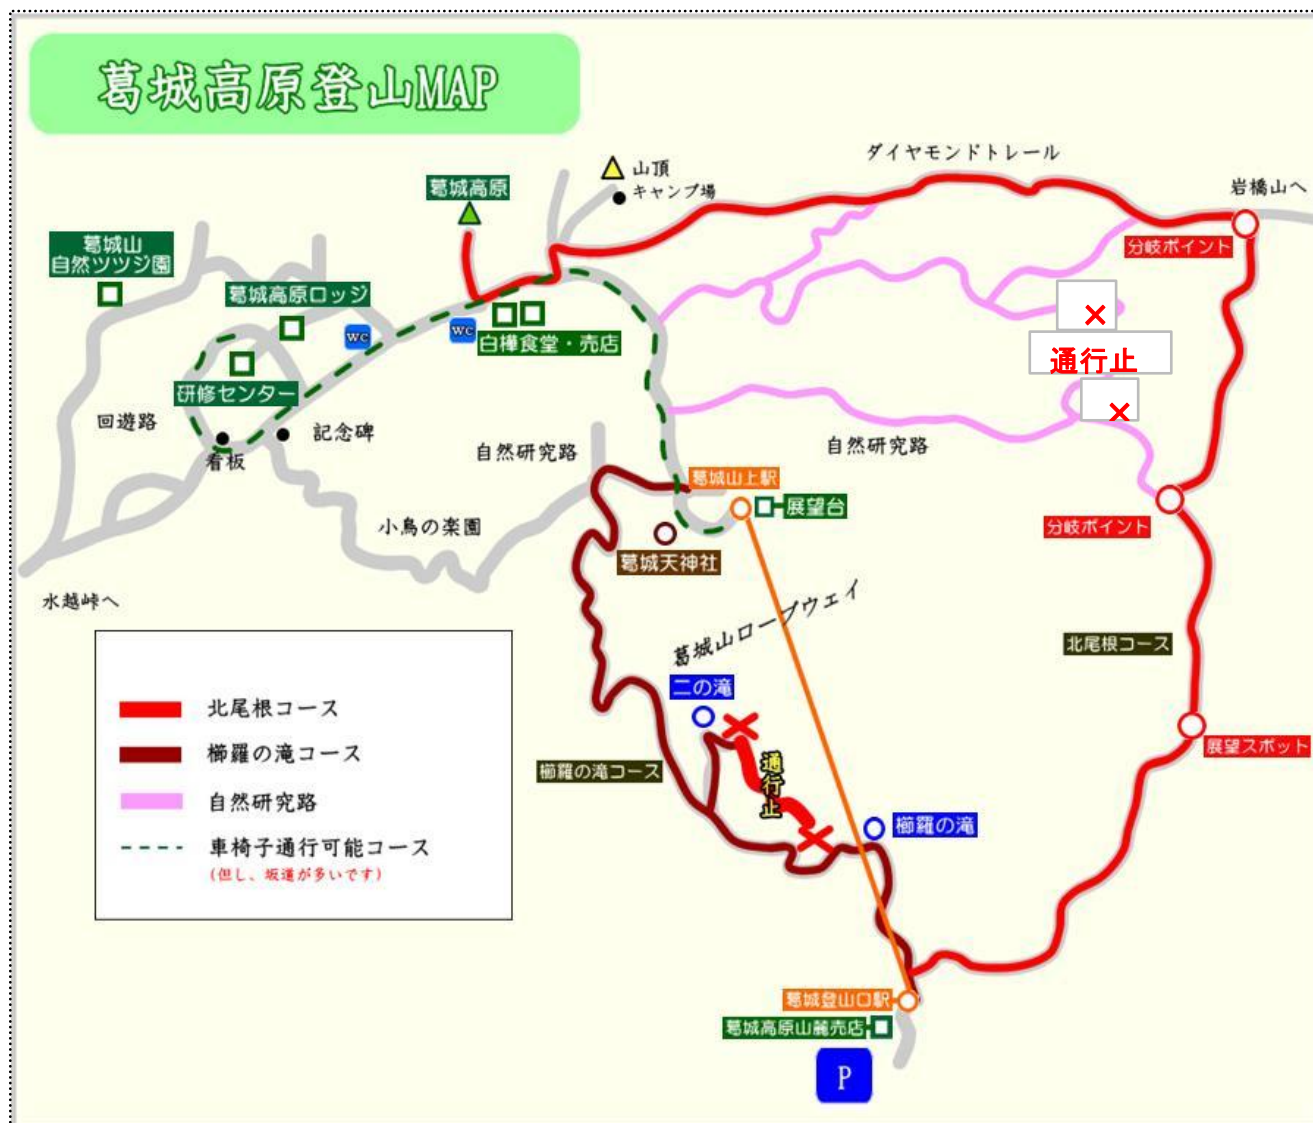 葛城高原登山MAP
ダイヤモンドトレール
山頂
キャンプ場
葛城高原
岩橋山へ
分岐ポイント
葛城山
自然ツツジ園
葛城高原ロッジ
WC
WC
白樺食堂・売店
通行止
研修センター
回遊路
記念碑
看板
自然研究路
自然研究路
葛城山上駅
展望台
分岐ポイント
小鳥の楽園
葛城天神社
水越峠へ
葛城山ロープウェイ
北尾根コース
二の滝
展望スポット
櫛羅の滝コース
通行止
櫛羅の滝
北尾根コース
櫛羅の滝コース
自然研究路
車椅子通行可能コース
(但し、坂道が多いです)
葛城登山口駅
葛城高原山麓売店
P